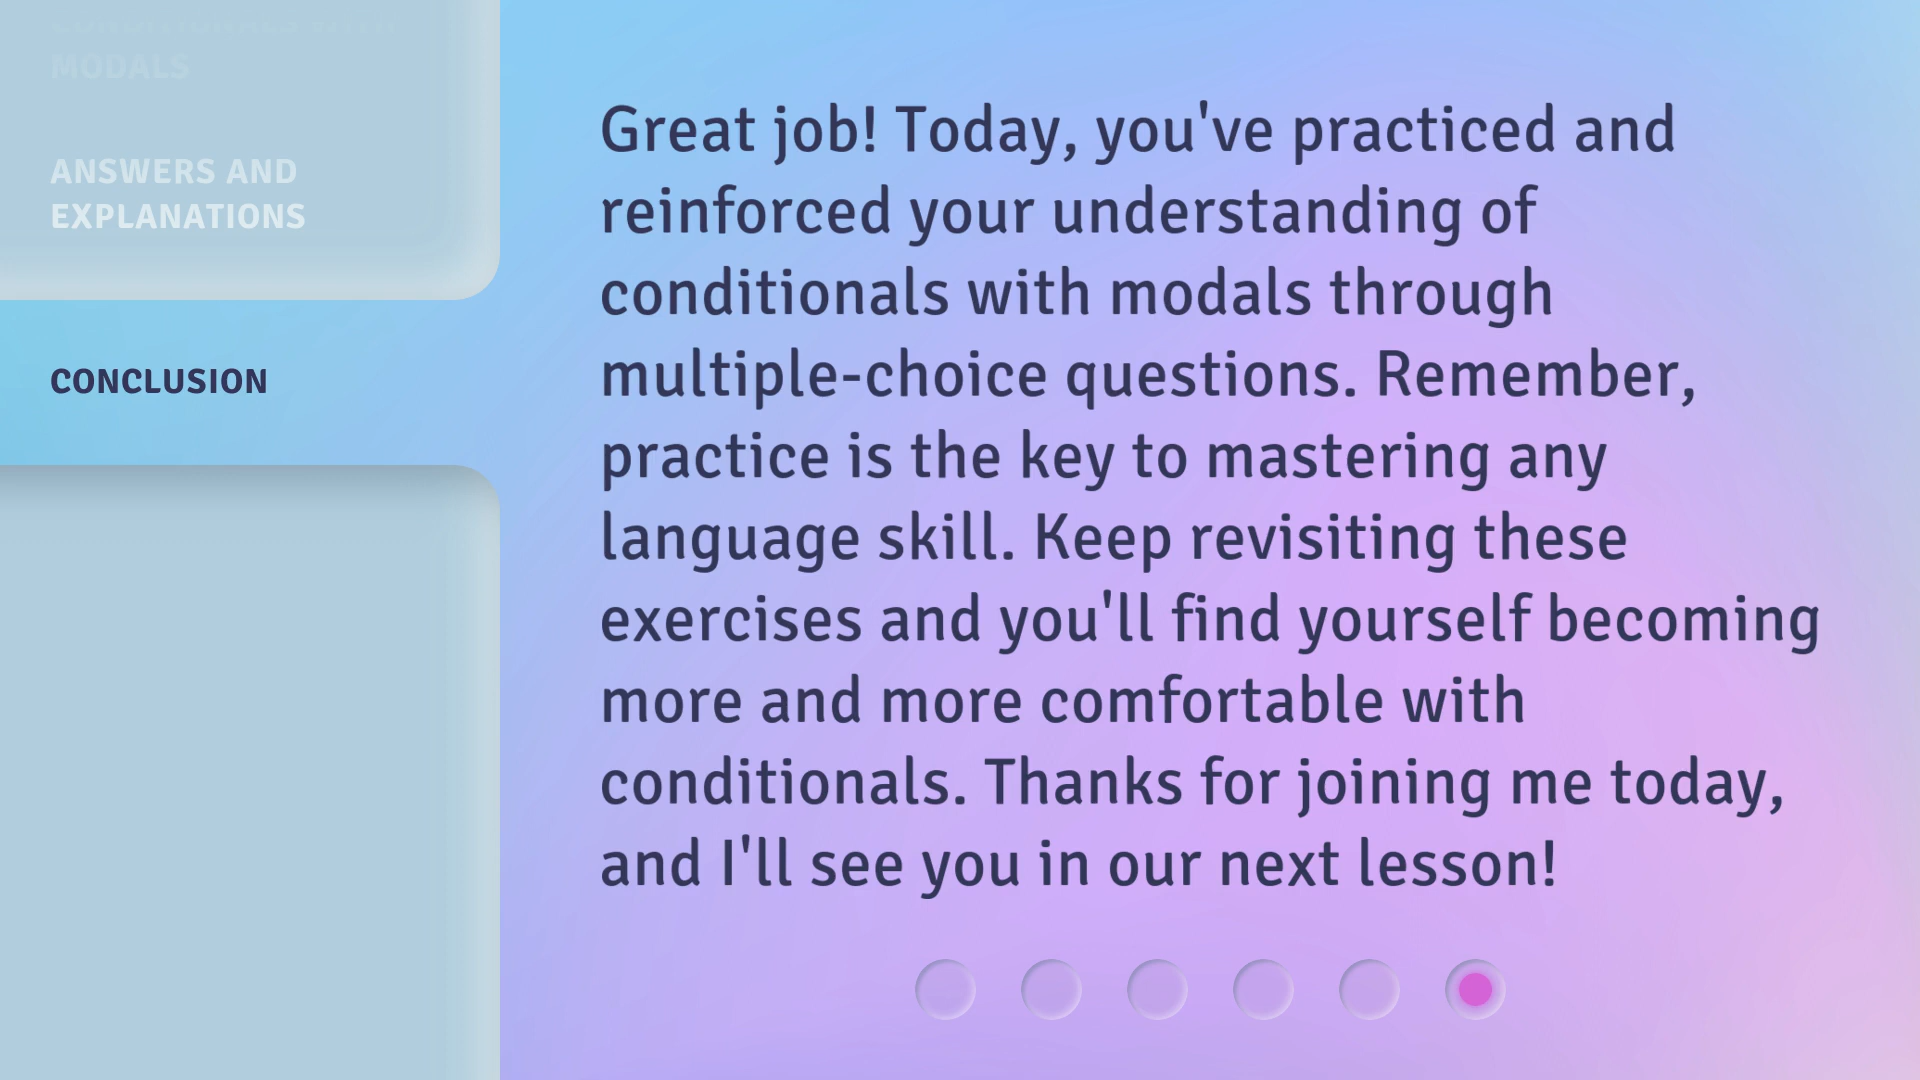 CONDITIONALS WITH
MODALS
ANSWERS AND
EXPLANATIONS
CONCLUSION
Great job! Today, you've practiced and
reinforced your understanding of
conditionals with modals through
multiple-choice questions. Remember,
practice is the key to mastering any
language skill. Keep revisiting these
exercises and you'll find yourself becoming
more and more comfortable with
conditionals. Thanks for joining me today,
and I'll see you in our next lesson!